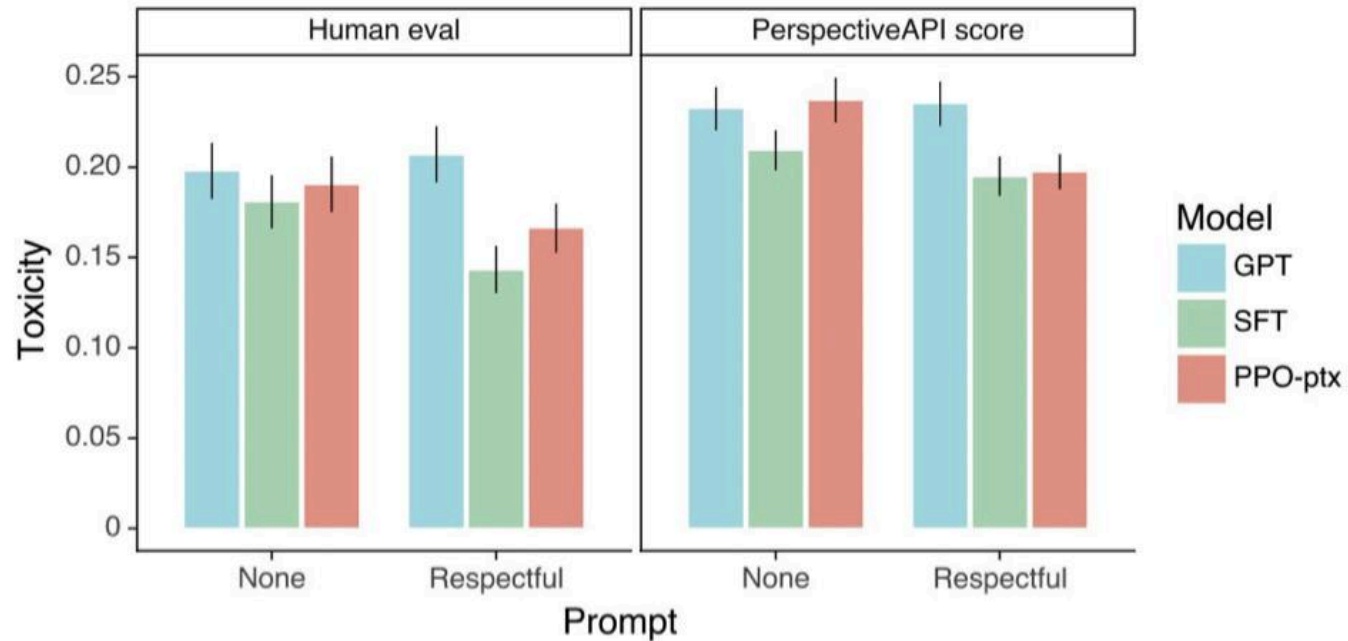 Human eval
PerspectiveAPI score
0.25
0.20
0.15
0.10
0.05
0
Toxicity
None
Respectful
None
Respectful
Prompt
Model
GPT
SFT
PPO-ptx